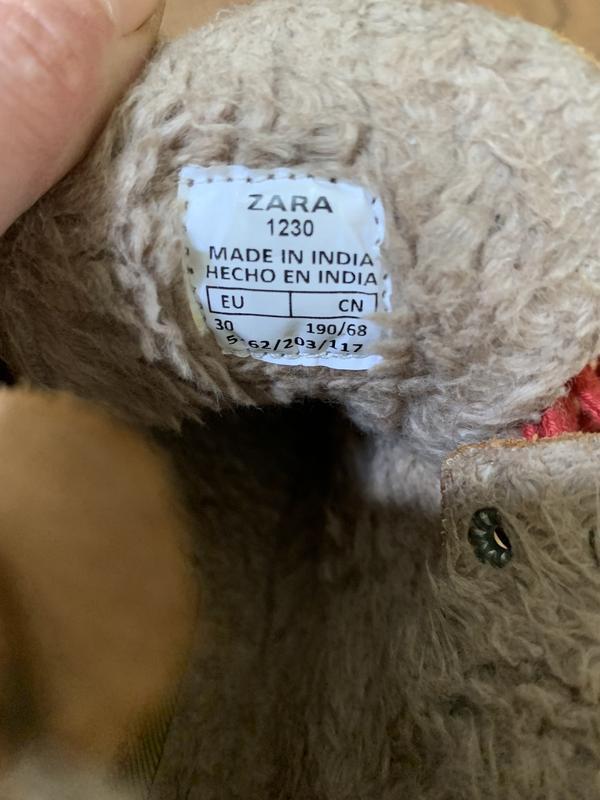 ZARA
1230
MADE IN INDIA
HECHO EN INDIA
EU CN
30 190/68
62/203/117